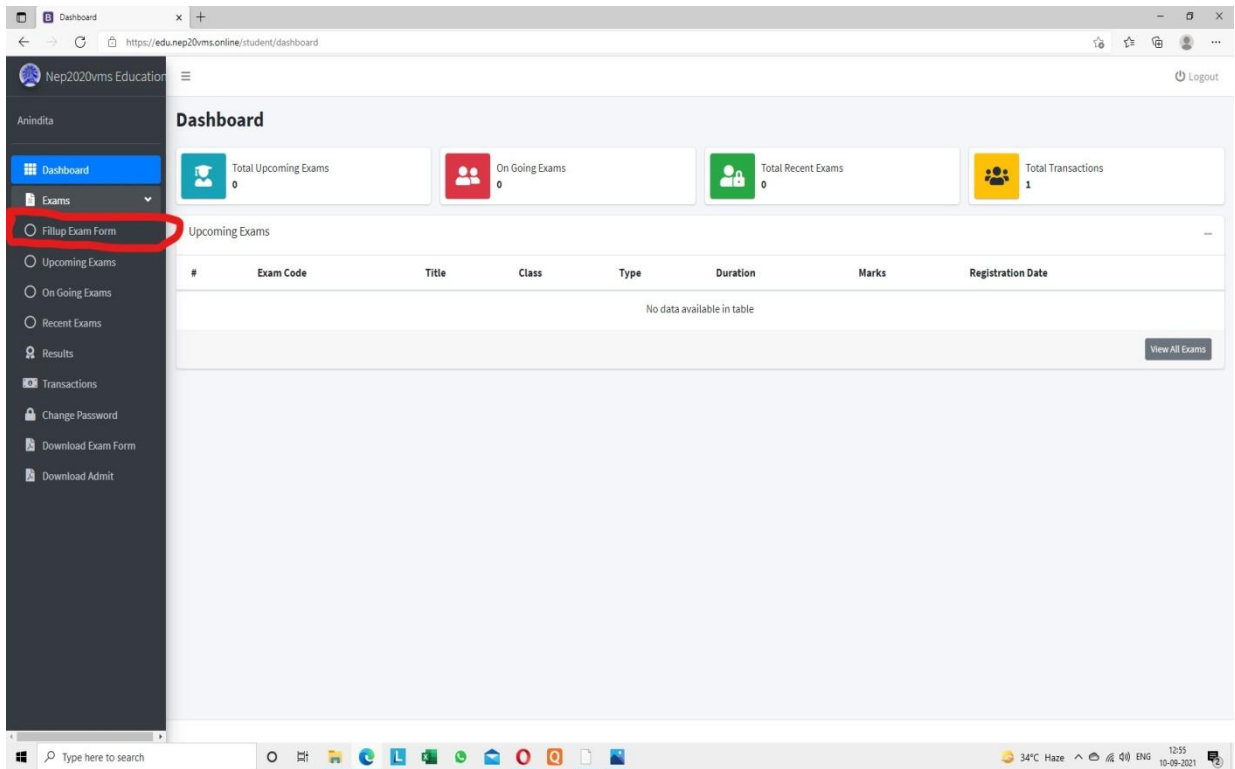 Dashboard
https://edu.nep20vms.online/student/dashboard
Nep2020vms Education
Logout
Anindita
Dashboard
Total Upcoming Exams
0
On Going Exams
0
Total Recent Exams
0
Total Transactions
1
Dashboard
Exams
Fillup Exam Form
Upcoming Exams
On Going Exams
Recent Exams
Results
Transactions
Change Password
Download Exam Form
Download Admit
Upcoming Exams
# Exam Code Title Class Type Duration Marks Registration Date
No data available in table
View All Exams
Type here to search
34°C Haze ENG 12:55
10-09-2021